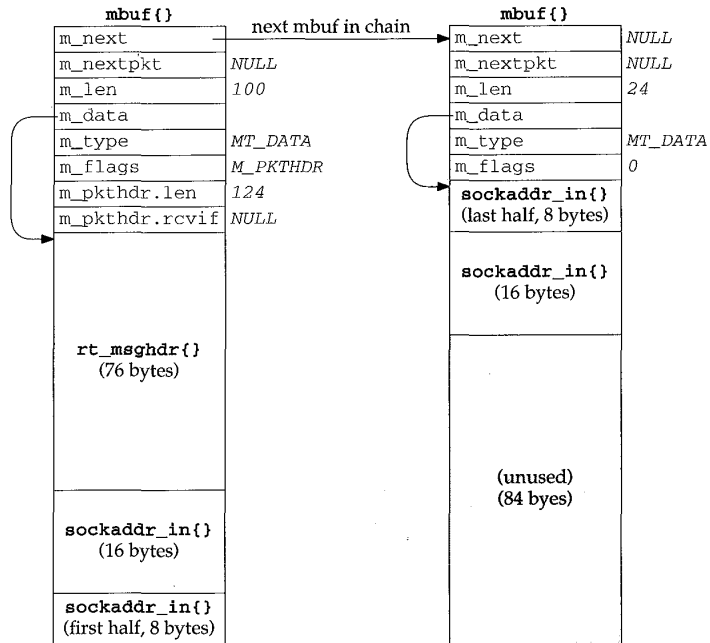 mbuf{}
m_next
m_nextpkt NULL
m_len 100
m_data
m_type MT_DATA
m_flags M_PKTHDR
m_pkthdr.len 124
m_pkthdr.rcvif NULL
rt_msghdr{}
(76 bytes)
sockaddr_in{}
(16 bytes)
sockaddr_in{}
(first half, 8 bytes)
next mbuf in chain
mbuf{}
m_next NULL
m_nextpkt NULL
m_len 24
m_data
m_type MT_DATA
m_flags 0
sockaddr_in{}
(last half, 8 bytes)
sockaddr_in{}
(16 bytes)
(unused)
(84 byes)